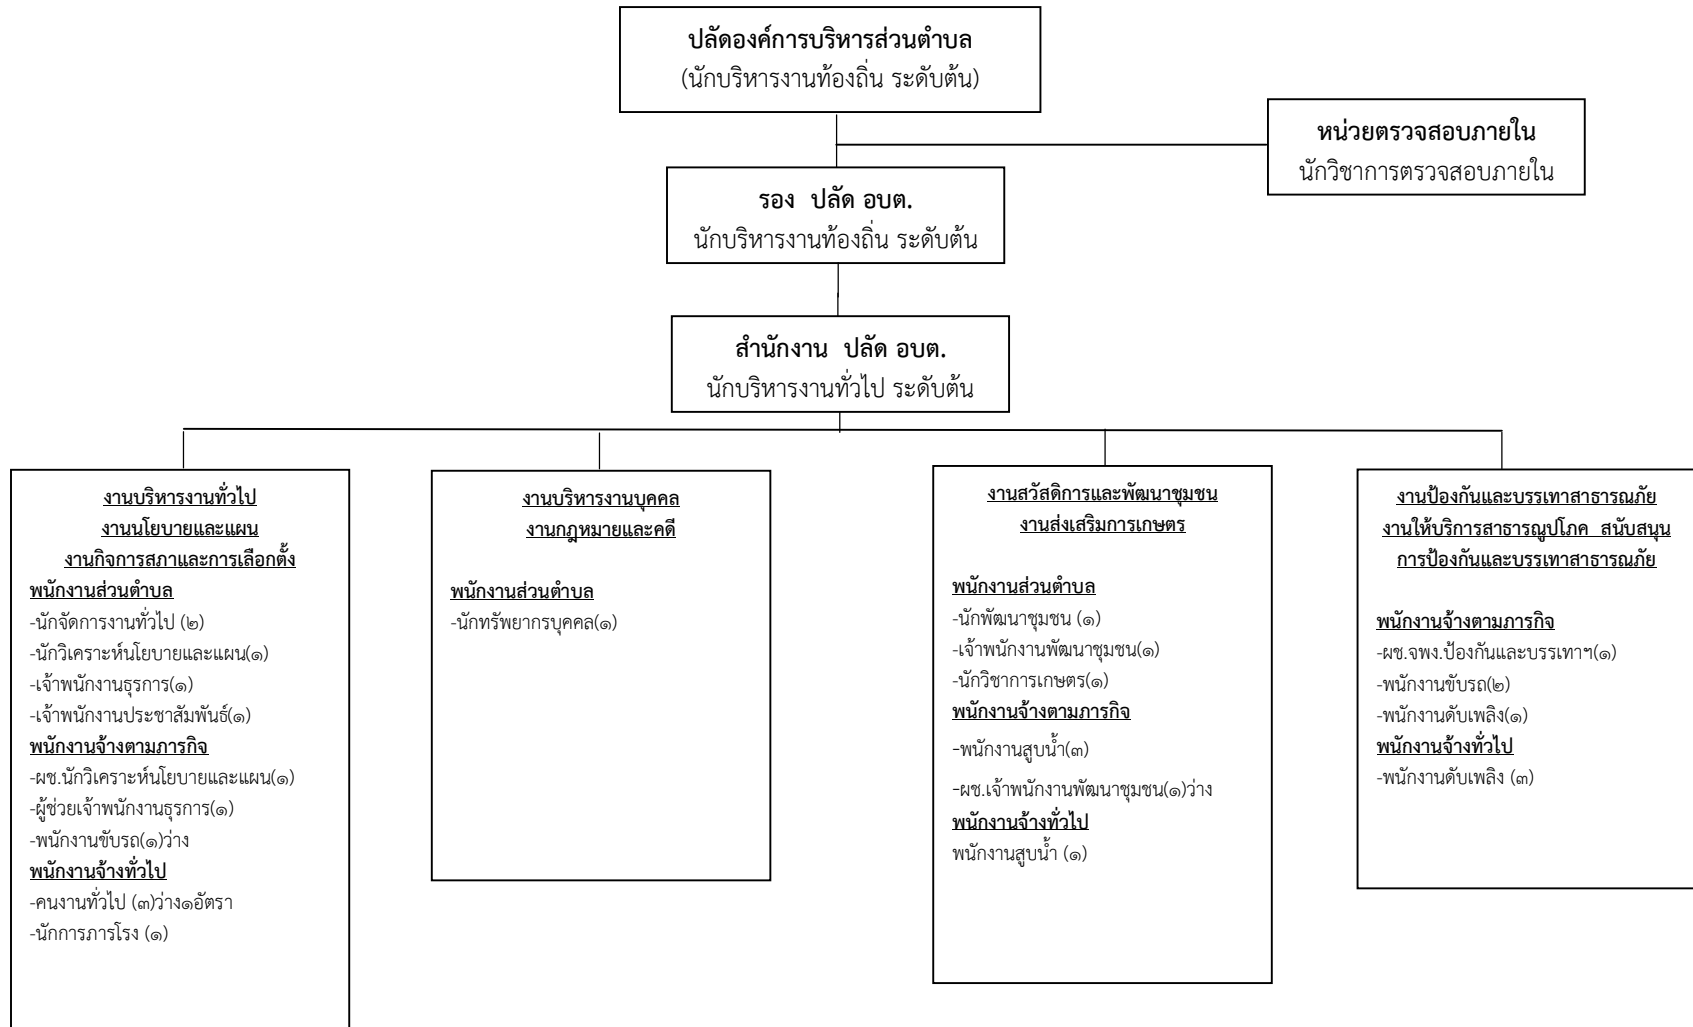 ปลัดองค์การบริหารส่วนตำบล
(นักบริหารงานท้องถิ่น ระดับต้น)
หน่วยตรวจสอบภายใน
นักวิชาการตรวจสอบภายใน
รอง ปลัด อบต.
นักบริหารงานท้องถิ่น ระดับต้น
สำนักงาน ปลัด อบต.
นักบริหารงานทั่วไป ระดับต้น
งานบริหารงานทั่วไป
งานนโยบายและแผน
งานกิจการสภาและการเลือกตั้ง
พนักงานส่วนตำบล
-นักจัดการงานทั่วไป (๒)
-นักวิเคราะห์นโยบายและแผน(๑)
-เจ้าพนักงานธุรการ(๑)
-เจ้าพนักงานประชาสัมพันธ์(๑)
พนักงานจ้างตามภารกิจ
-ผช.นักวิเคราะห์นโยบายและแผน(๑)
-ผู้ช่วยเจ้าพนักงานธุรการ(๑)
-พนักงานขับรถ(๑)ว่าง
พนักงานจ้างทั่วไป
-คนงานทั่วไป (๓)ว่าง๑อัตรา
-นักการภารโรง (๑)
งานบริหารงานบุคคล
งานกฎหมายและคดี
พนักงานส่วนตำบล
-นักทรัพยากรบุคคล(๑)
งานสวัสดิการและพัฒนาชุมชน
งานส่งเสริมการเกษตร
พนักงานส่วนตำบล
-นักพัฒนาชุมชน (๑)
-เจ้าพนักงานพัฒนาชุมชน(๑)
-นักวิชาการเกษตร(๑)
พนักงานจ้างตามภารกิจ
-พนักงานสูบน้ำ(๓)
-ผช.เจ้าพนักงานพัฒนาชุมชน(๑)ว่าง
พนักงานจ้างทั่วไป
พนักงานสูบน้ำ (๑)
งานป้องกันและบรรเทาสาธารณภัย
งานให้บริการสาธารณูปโภค สนับสนุน
การป้องกันและบรรเทาสาธารณภัย
พนักงานจ้างตามภารกิจ
-ผช.จพง.ป้องกันและบรรเทาฯ(๑)
-พนักงานขับรถ(๒)
-พนักงานดับเพลิง(๑)
พนักงานจ้างทั่วไป
-พนักงานดับเพลิง (๓)